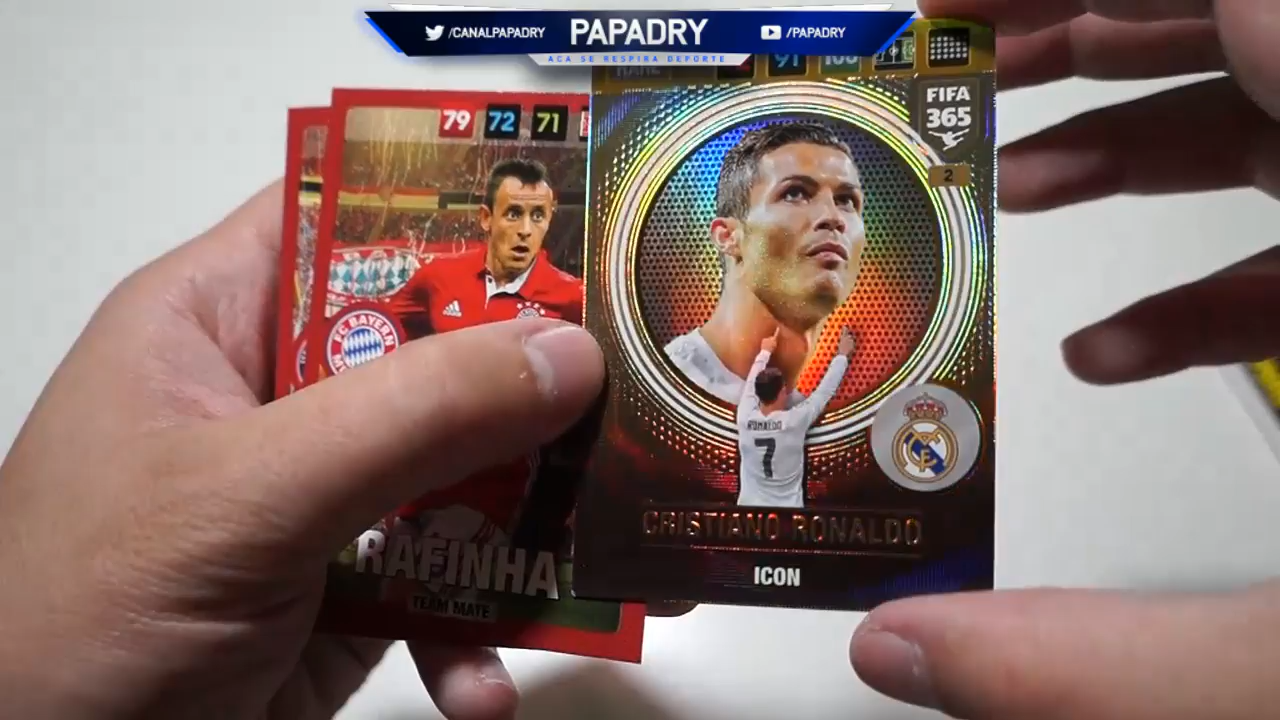 /CANALPAPADRY
PAPADRY
/PAPADRY
ACA SE RESPIRA DEPORTE
79 72 71
FC BAYERN
RAFINHA
TEAM MATE
RARE
91
FIFA
365
2
RONALDO
7
CRISTIANO RONALDO
ICON